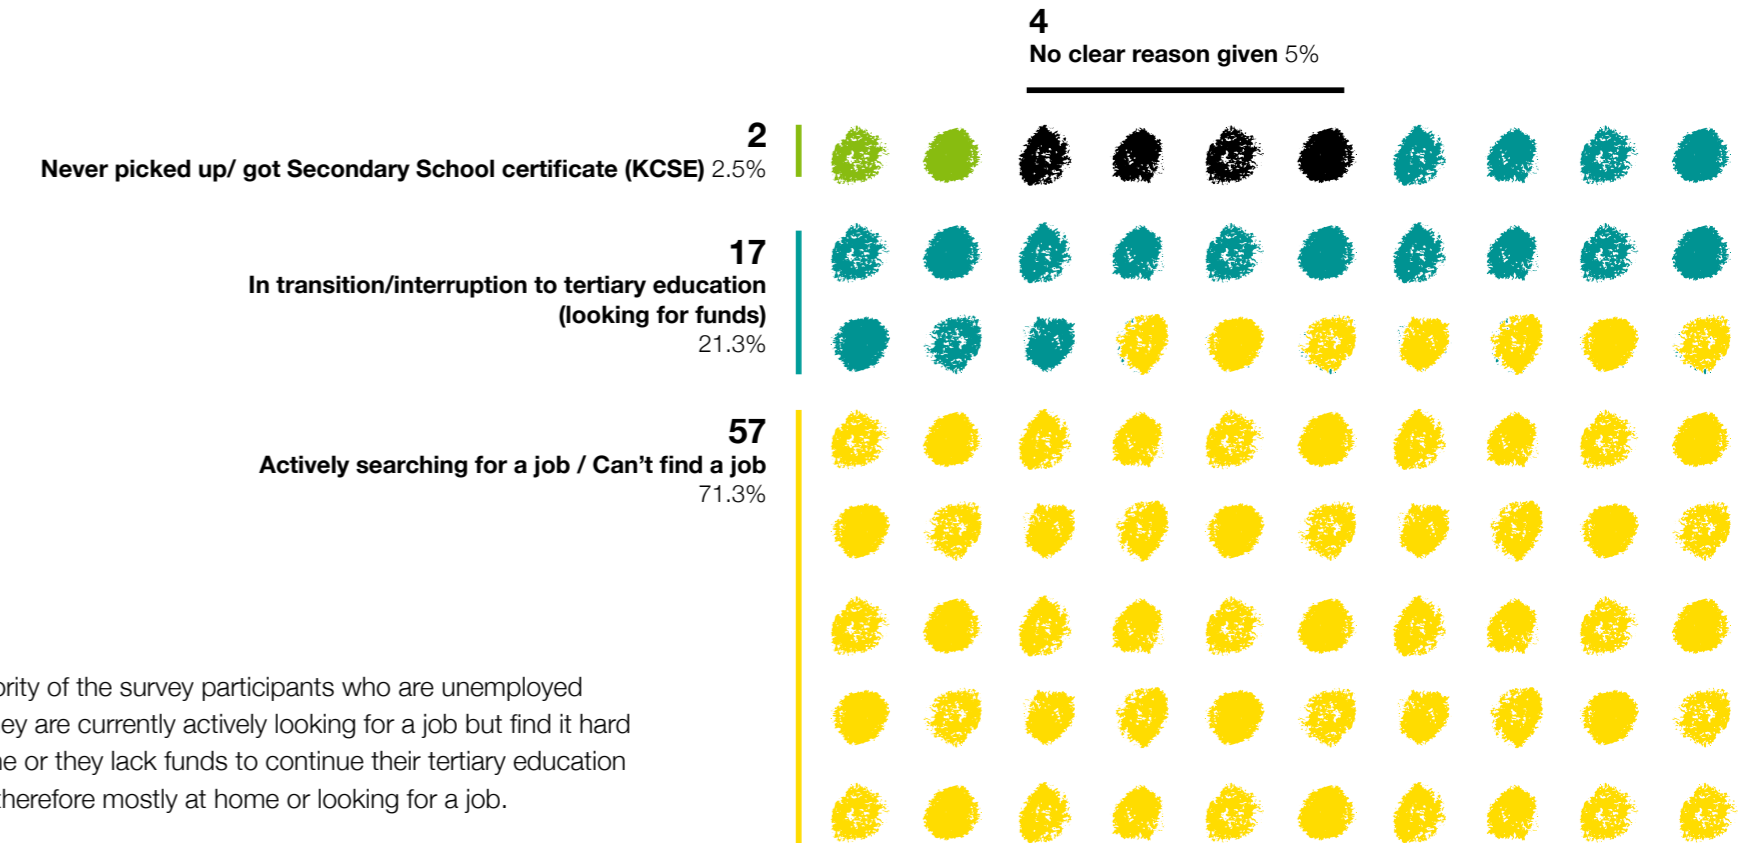 4
No clear reason given 5%
2
Never picked up/ got Secondary School certificate (KCSE) 2.5%
17
In transition/interruption to tertiary education
(looking for funds)
21.3%
57
Actively searching for a job / Can’t find a job
71.3%
of the survey participants who are unemployed
are currently actively looking for a job but find it hard
or they lack funds to continue their tertiary education
therefore mostly at home or looking for a job.